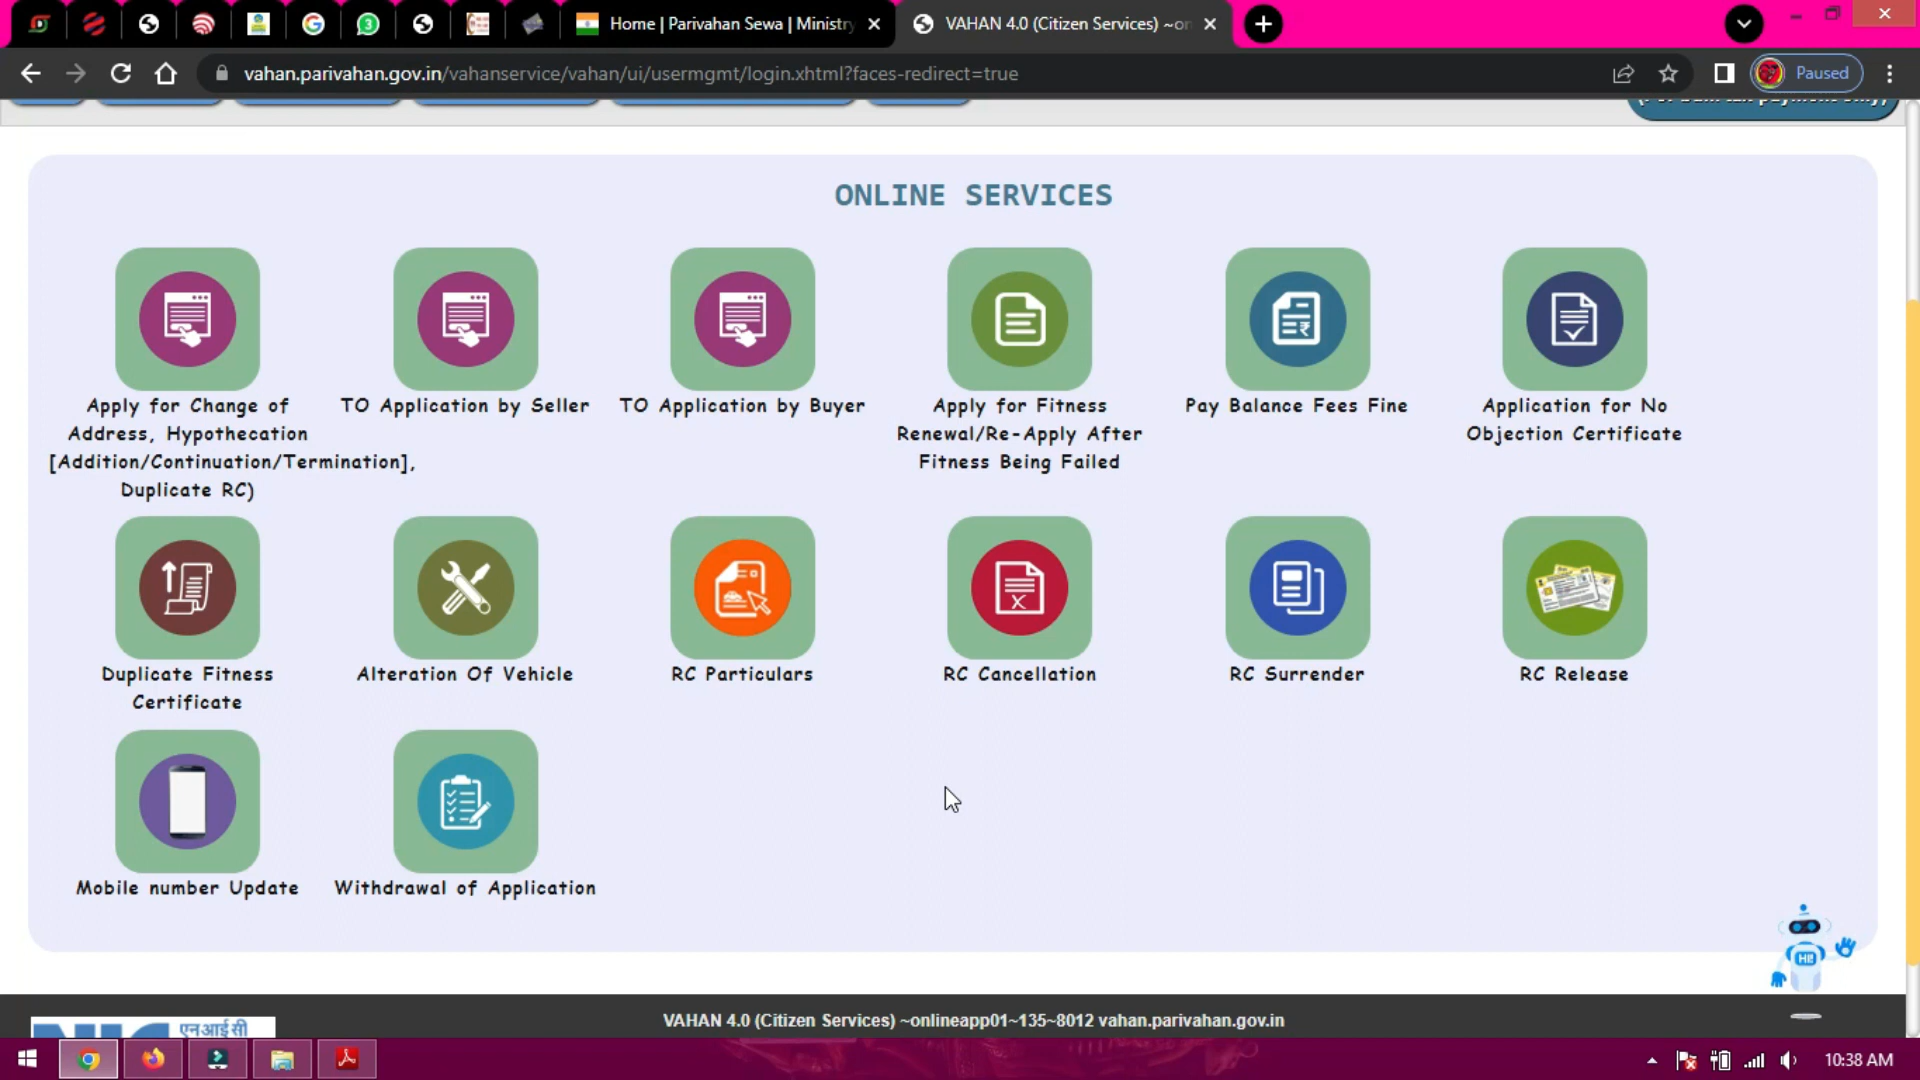 3
Home | Parivahan Sewa | Ministry
VAHAN 4.0 (Citizen Services) ~on
vahan.parivahan.gov.in/vahanservice/vahan/ui/usermgmt/login.xhtml?faces-redirect=true
Paused
ONLINE SERVICES
Apply for Change of
Address, Hypothecation
[Addition/Continuation/Termination],
Duplicate RC)
TO Application by Seller
TO Application by Buyer
Apply for Fitness
Renewal/Re-Apply After
Fitness Being Failed
Pay Balance Fees Fine
Application for No
Objection Certificate
Duplicate Fitness
Certificate
Alteration Of Vehicle
RC Particulars
RC Cancellation
RC Surrender
RC Release
Mobile number Update
Withdrawal of Application
HI!
एनआईसी
VAHAN 4.0 (Citizen Services) ~onlineapp01~135~8012 vahan.parivahan.gov.in
10:38 AM